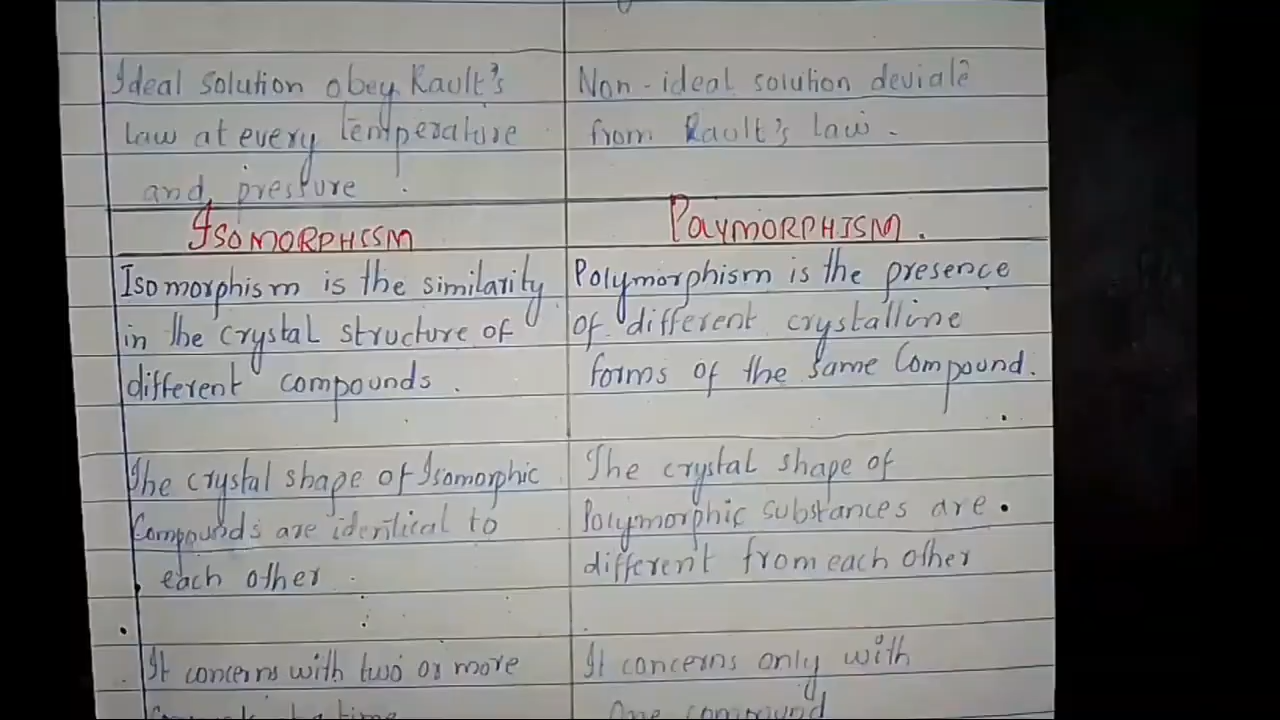 Ideal solution obey Rault's
law at every temperature
and pressure.
Non-ideal solution deviate
from Rault's law.
ISOMORPHISM
Isomorphism is the similarity
in the crystal structure of
different compounds.
The crystal shape of Isomorphic
Compounds are identical to
each other.
It concerns with two or more
POLYMORPHISM.
Polymorphism is the presence
of different crystalline
forms of the same Compound.
The crystal shape of
Polymorphic substances are
different from each other
It concerns only with
One compound